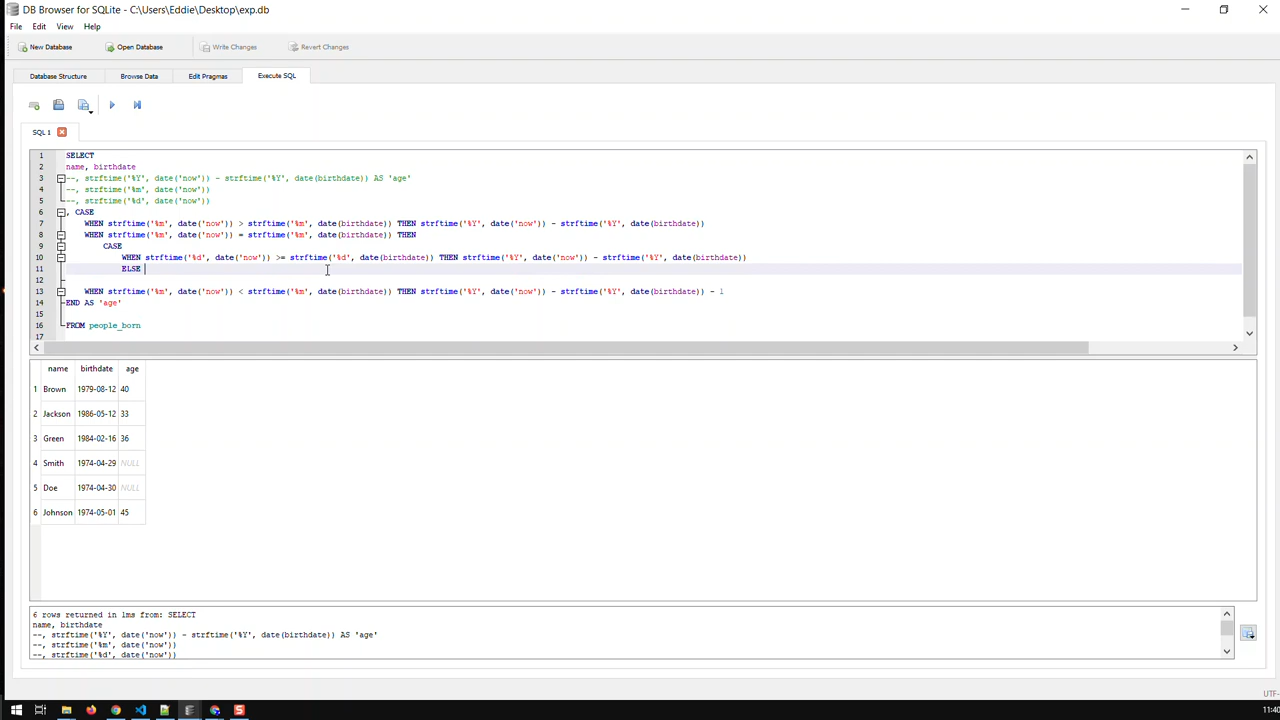 DB Browser for SQLite - C:\Users\Eddie\Desktop\exp.db
File Edit View Help
New Database Open Database Write Changes Revert Changes
Database Structure Browse Data Edit Pragmas Execute SQL
SQL 1
1 SELECT
2 name, birthdate
3 --, strftime('%Y', date('now')) - strftime('%Y', date(birthdate)) AS 'age'
4 --, strftime('%m', date('now'))
5 --, strftime('%d', date('now'))
6 , CASE
7 WHEN strftime('%m', date('now')) > strftime('%m', date(birthdate)) THEN strftime('%Y', date('now')) - strftime('%Y', date(birthdate))
8 WHEN strftime('%m', date('now')) = strftime('%m', date(birthdate)) THEN
9 CASE
10 WHEN strftime('%d', date('now')) >= strftime('%d', date(birthdate)) THEN strftime('%Y', date('now')) - strftime('%Y', date(birthdate))
11 ELSE
12
13 WHEN strftime('%m', date('now')) < strftime('%m', date(birthdate)) THEN strftime('%Y', date('now')) - strftime('%Y', date(birthdate)) - 1
14 END AS 'age'
15
16 FROM people_born
17
name birthdate age
1 Brown 1979-08-12 40
2 Jackson 1986-05-12 33
3 Green 1984-02-16 36
4 Smith 1974-04-29 NULL
5 Doe 1974-04-30 NULL
6 Johnson 1974-05-01 45
6 rows returned in 1ms from: SELECT
name, birthdate
--, strftime('%Y', date('now')) - strftime('%Y', date(birthdate)) AS 'age'
--, strftime('%m', date('now'))
--, strftime('%d', date('now'))
UTF-
11:40